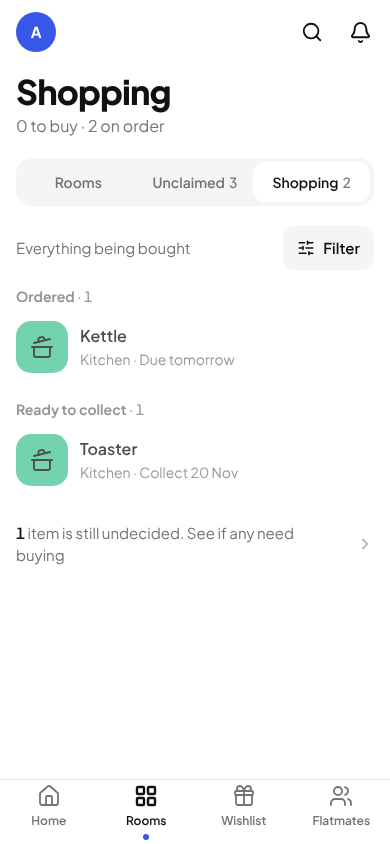 A
Shopping
0 to buy · 2 on order
Rooms
Unclaimed 3
Shopping 2
Everything being bought
Filter
Ordered · 1
Kettle
Kitchen · Due tomorrow
Ready to collect · 1
Toaster
Kitchen · Collect 20 Nov
1 item is still undecided. See if any need
buying
Home
Rooms
Wishlist
Flatmates